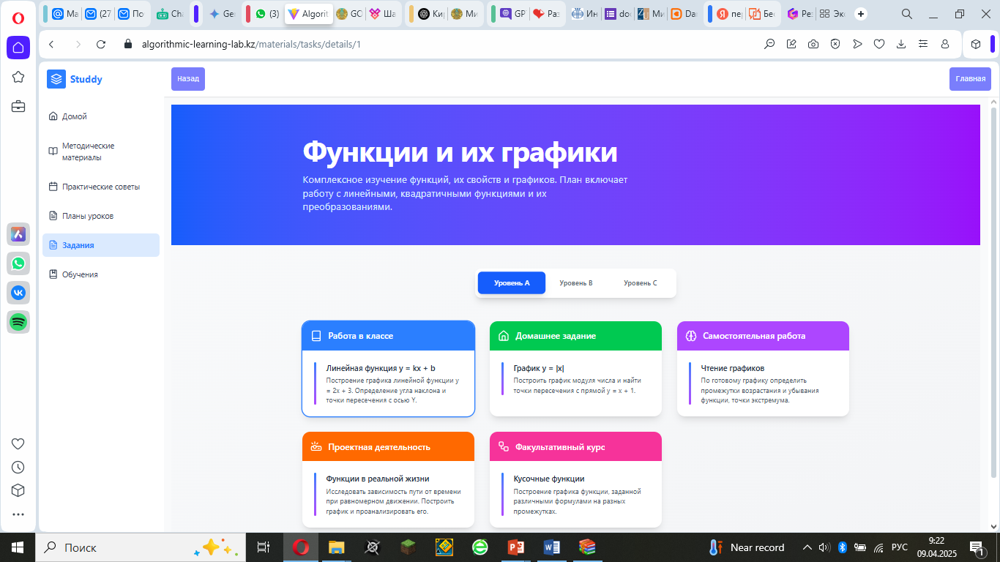 Ма
(27
По
Cha
Ge
(3)
Algorit
GC
Ша
Ки
Ми
GP
Раз
Ин
doc
Ми
Da
пе
Бес
Ре
Экс
algorithmic-learning-lab.kz/materials/tasks/details/1
Studdy
Назад
Главная
Домой
Методические
материалы
Практические советы
Планы уроков
Задания
Обучения
Функции и их графики
Комплексное изучение функций, их свойств и графиков. План включает
работу с линейными, квадратичными функциями и их
преобразованиями.
Уровень A
Уровень B
Уровень C
Работа в классе
Линейная функция y = kx + b
Построение графика линейной функции y
= 2x + 3. Определение угла наклона и
точки пересечения с осью Y.
Домашнее задание
График y = |x|
Построить график модуля числа и найти
точки пересечения с прямой y = x + 1.
Самостоятельная работа
Чтение графиков
По готовому графику определить
промежутки возрастания и убывания
функции, точки экстремума.
Проектная деятельность
Функции в реальной жизни
Исследовать зависимость пути от времени
при равномерном движении. Построить
график и проанализировать его.
Факультативный курс
Кусочные функции
Построение графика функции, заданной
различными формулами на разных
промежутках.
Поиск
Near record
РУС
9:22
09.04.2025
1